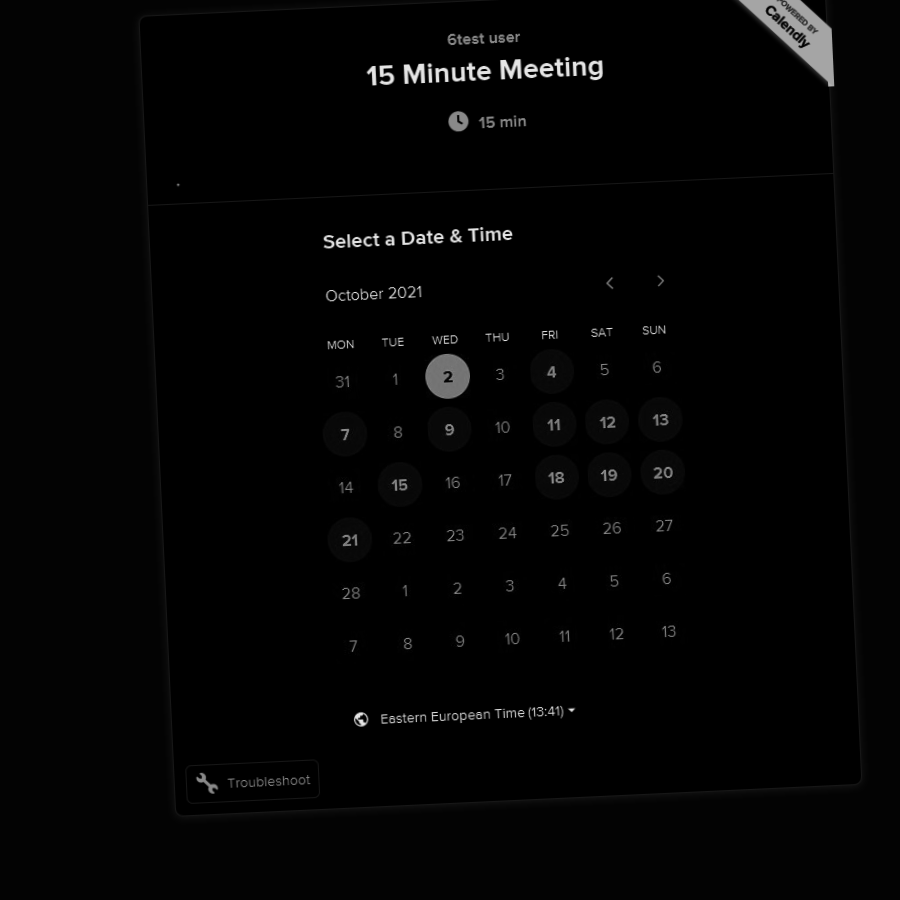 POWERED BY
Calendly
6test user
15 Minute Meeting
15 min
Select a Date & Time
October 2021
MON TUE WED THU FRI SAT SUN
31 1 2 3 4 5 6
7 8 9 10 11 12 13
14 15 16 17 18 19 20
21 22 23 24 25 26 27
28 1 2 3 4 5 6
7 8 9 10 11 12 13
Eastern European Time (13:41)
Troubleshoot